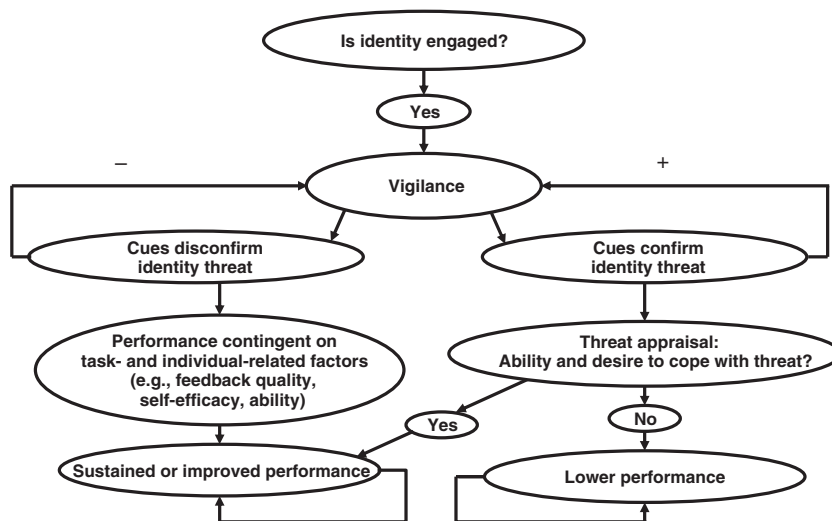 Is identity engaged?
Yes
–
+
Vigilance
Cues disconfirm
identity threat
Cues confirm
identity threat
Performance contingent on
task- and individual-related factors
(e.g., feedback quality,
self-efficacy, ability)
Threat appraisal:
Ability and desire to cope with threat?
Yes
No
Sustained or improved performance
Lower performance